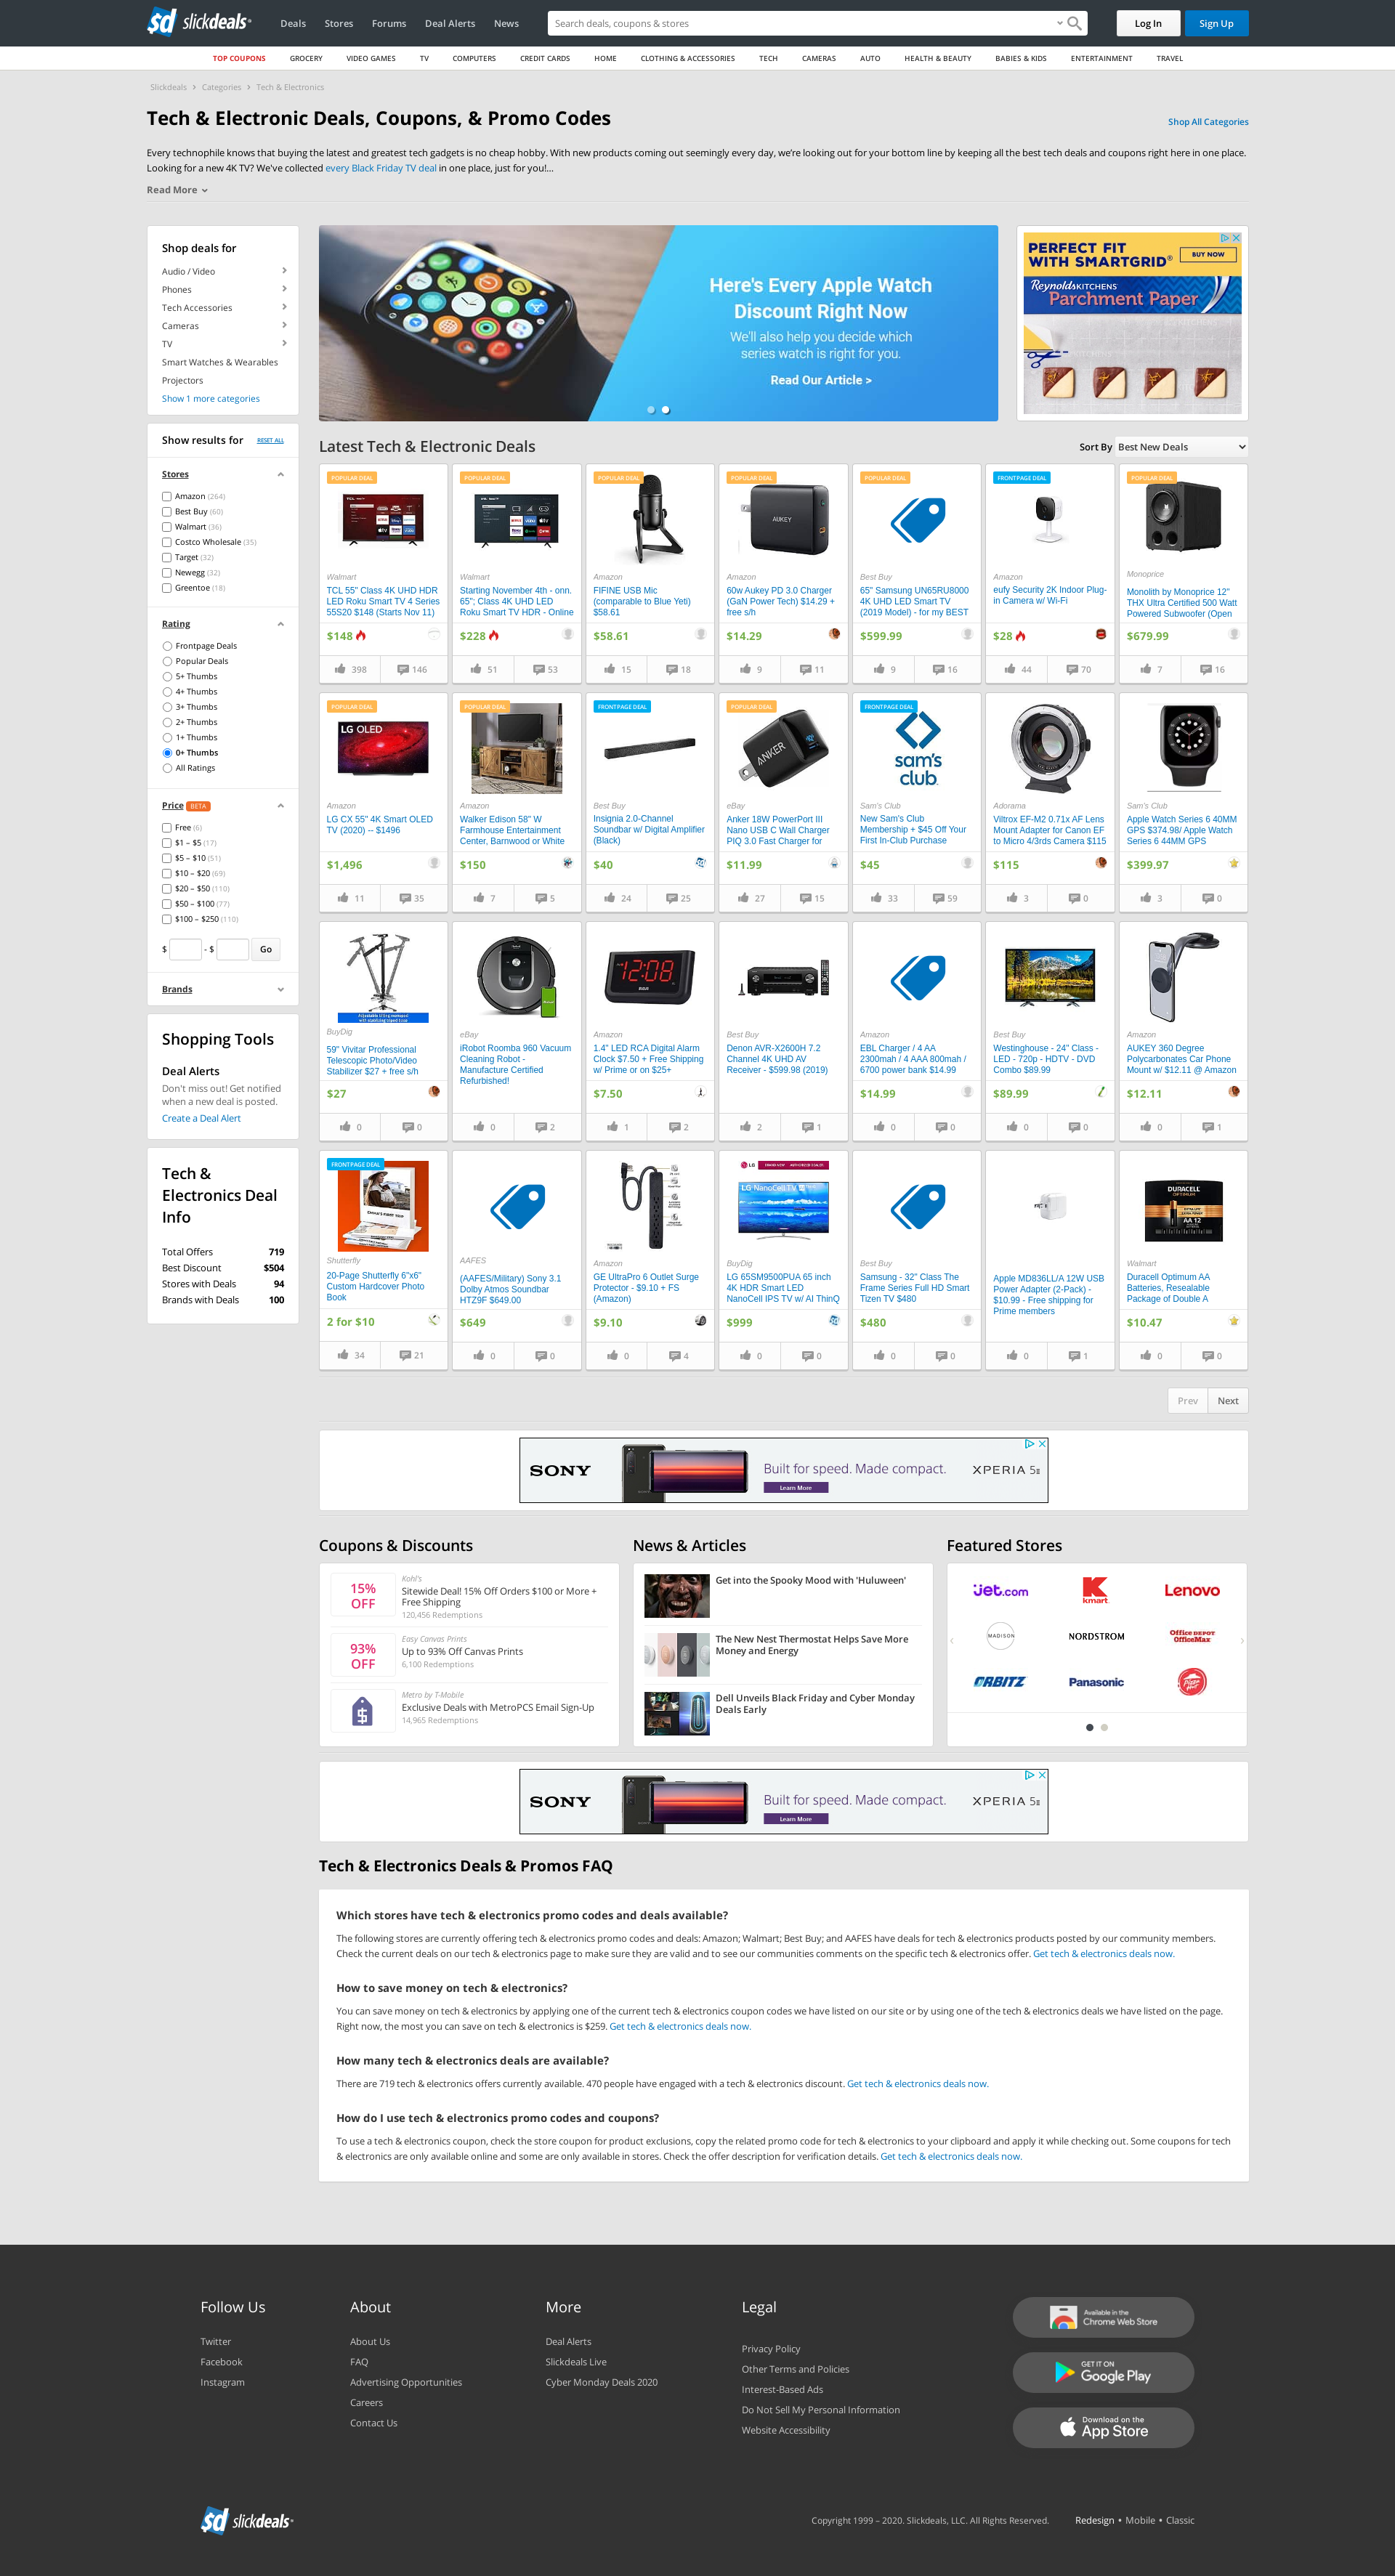 sd slickdeals
Deals Stores Forums Deal Alerts News
Search deals, coupons & stores
Log In Sign Up
TOP COUPONS GROCERY VIDEO GAMES TV COMPUTERS CREDIT CARDS HOME CLOTHING & ACCESSORIES TECH CAMERAS AUTO HEALTH & BEAUTY BABIES & KIDS ENTERTAINMENT TRAVEL
Slickdeals › Categories › Tech & Electronics
Tech & Electronic Deals, Coupons, & Promo Codes
Shop All Categories
Every technophile knows that buying the latest and greatest tech gadgets is no cheap hobby. With new products coming out seemingly every day, we're looking out for your bottom line by keeping all the best tech deals and coupons right here in one place.
Looking for a new 4K TV? We've collected every Black Friday TV deal in one place, just for you!...
Read More
Shop deals for
Audio / Video
Phones
Tech Accessories
Cameras
TV
Smart Watches & Wearables
Projectors
Show 1 more categories
Here's Every Apple Watch
Discount Right Now
We'll also help you decide which
series watch is right for you.
Read Our Article >
PERFECT FIT
WITH SMARTGRID®
BUY NOW
Reynolds KITCHENS
Parchment Paper
Show results for RESET ALL
Stores
Amazon (264)
Best Buy (60)
Walmart (36)
Costco Wholesale (35)
Target (32)
Newegg (32)
Greentoe (18)
Rating
Frontpage Deals
Popular Deals
5+ Thumbs
4+ Thumbs
3+ Thumbs
2+ Thumbs
1+ Thumbs
0+ Thumbs
All Ratings
Price BETA
Free (6)
$1 – $5 (17)
$5 – $10 (51)
$10 – $20 (69)
$20 – $50 (110)
$50 – $100 (77)
$100 – $250 (110)
$ - $ Go
Brands
Shopping Tools
Deal Alerts
Don't miss out! Get notified
when a new deal is posted.
Create a Deal Alert
Tech &
Electronics Deal
Info
Total Offers 719
Best Discount $504
Stores with Deals 94
Brands with Deals 100
Latest Tech & Electronic Deals
Sort By Best New Deals
POPULAR DEAL
Walmart
TCL 55" Class 4K UHD HDR
LED Roku Smart TV 4 Series
55S20 $148 (Starts Nov 11)
$148
398 146
POPULAR DEAL
Walmart
Starting November 4th - onn.
65"; Class 4K UHD LED
Roku Smart TV HDR - Online
$228
51 53
POPULAR DEAL
Amazon
FIFINE USB Mic
(comparable to Blue Yeti)
$58.61
$58.61
15 18
POPULAR DEAL
AUKEY
Amazon
60w Aukey PD 3.0 Charger
(GaN Power Tech) $14.29 +
free s/h
$14.29
9 11
POPULAR DEAL
Best Buy
65" Samsung UN65RU8000
4K UHD LED Smart TV
(2019 Model) - for my BEST
$599.99
9 16
FRONTPAGE DEAL
Amazon
eufy Security 2K Indoor Plug-
in Camera w/ Wi-Fi
$28
44 70
POPULAR DEAL
Monoprice
Monolith by Monoprice 12"
THX Ultra Certified 500 Watt
Powered Subwoofer (Open
$679.99
7 16
POPULAR DEAL
LG OLED
Amazon
LG CX 55" 4K Smart OLED
TV (2020) -- $1496
$1,496
11 35
POPULAR DEAL
Amazon
Walker Edison 58" W
Farmhouse Entertainment
Center, Barnwood or White
$150
7 5
FRONTPAGE DEAL
Best Buy
Insignia 2.0-Channel
Soundbar w/ Digital Amplifier
(Black)
$40
24 25
POPULAR DEAL
ANKER
eBay
Anker 18W PowerPort III
Nano USB C Wall Charger
PIQ 3.0 Fast Charger for
$11.99
27 15
FRONTPAGE DEAL
sam's
club
Sam's Club
New Sam's Club
Membership + $45 Off Your
First In-Club Purchase
$45
33 59
Adorama
Viltrox EF-M2 0.71x AF Lens
Mount Adapter for Canon EF
to Micro 4/3rds Camera $115
$115
3 0
Sam's Club
Apple Watch Series 6 40MM
GPS $374.98/ Apple Watch
Series 6 44MM GPS
$399.97
3 0
BuyDig
59" Vivitar Professional
Telescopic Photo/Video
Stabilizer $27 + free s/h
$27
0 0
eBay
iRobot Roomba 960 Vacuum
Cleaning Robot -
Manufacture Certified
Refurbished!
0 2
12:08
RCA
Amazon
1.4" LED RCA Digital Alarm
Clock $7.50 + Free Shipping
w/ Prime or on $25+
$7.50
1 2
Best Buy
Denon AVR-X2600H 7.2
Channel 4K UHD AV
Receiver - $599.98 (2019)
2 1
Amazon
EBL Charger / 4 AA
2300mah / 4 AAA 800mah /
6700 power bank $14.99
$14.99
0 0
Best Buy
Westinghouse - 24" Class -
LED - 720p - HDTV - DVD
Combo $89.99
$89.99
0 0
Amazon
AUKEY 360 Degree
Polycarbonates Car Phone
Mount w/ $12.11 @ Amazon
$12.11
0 1
FRONTPAGE DEAL
Shutterfly
20-Page Shutterfly 6"x6"
Custom Hardcover Photo
Book
2 for $10
34 21
AAFES
(AAFES/Military) Sony 3.1
Dolby Atmos Soundbar
HTZ9F $649.00
$649
0 0
Amazon
GE UltraPro 6 Outlet Surge
Protector - $9.10 + FS
(Amazon)
$9.10
0 4
LG
LG NanoCell TV
BuyDig
LG 65SM9500PUA 65 inch
4K HDR Smart LED
NanoCell IPS TV w/ AI ThinQ
$999
0 0
Best Buy
Samsung - 32" Class The
Frame Series Full HD Smart
Tizen TV $480
$480
0 0
Apple MD836LL/A 12W USB
Power Adapter (2-Pack) -
$10.99 - Free shipping for
Prime members
0 1
DURACELL
OPTIMUM
AA 12
Walmart
Duracell Optimum AA
Batteries, Resealable
Package of Double A
$10.47
0 0
Prev Next
SONY
Built for speed. Made compact.
Learn More
XPERIA 5 II
Coupons & Discounts
15%
OFF
Kohl's
Sitewide Deal! 15% Off Orders $100 or More +
Free Shipping
120,456 Redemptions
93%
OFF
Easy Canvas Prints
Up to 93% Off Canvas Prints
6,100 Redemptions
Metro by T-Mobile
Exclusive Deals with MetroPCS Email Sign-Up
14,965 Redemptions
News & Articles
Get into the Spooky Mood with 'Huluween'
The New Nest Thermostat Helps Save More
Money and Energy
Dell Unveils Black Friday and Cyber Monday
Deals Early
Featured Stores
jet.com kmart Lenovo
MADISON NORDSTROM Office DEPOT OfficeMax
ORBITZ Panasonic Pizza Hut
SONY
Built for speed. Made compact.
Learn More
XPERIA 5 II
Tech & Electronics Deals & Promos FAQ
Which stores have tech & electronics promo codes and deals available?
The following stores are currently offering tech & electronics promo codes and deals: Amazon; Walmart; Best Buy; and AAFES have deals for tech & electronics products posted by our community members.
Check the current deals on our tech & electronics page to make sure they are valid and to see our communities comments on the specific tech & electronics offer. Get tech & electronics deals now.
How to save money on tech & electronics?
You can save money on tech & electronics by applying one of the current tech & electronics coupon codes we have listed on our site or by using one of the tech & electronics deals we have listed on the page.
Right now, the most you can save on tech & electronics is $259. Get tech & electronics deals now.
How many tech & electronics deals are available?
There are 719 tech & electronics offers currently available. 470 people have engaged with a tech & electronics discount. Get tech & electronics deals now.
How do I use tech & electronics promo codes and coupons?
To use a tech & electronics coupon, check the store coupon for product exclusions, copy the related promo code for tech & electronics to your clipboard and apply it while checking out. Some coupons for tech
& electronics are only available online and some are only available in stores. Check the offer description for verification details. Get tech & electronics deals now.
Follow Us
Twitter
Facebook
Instagram
About
About Us
FAQ
Advertising Opportunities
Careers
Contact Us
More
Deal Alerts
Slickdeals Live
Cyber Monday Deals 2020
Legal
Privacy Policy
Other Terms and Policies
Interest-Based Ads
Do Not Sell My Personal Information
Website Accessibility
Available in the
Chrome Web Store
GET IT ON
Google Play
Download on the
App Store
sd slickdeals
Copyright 1999 – 2020. Slickdeals, LLC. All Rights Reserved.
Redesign • Mobile • Classic